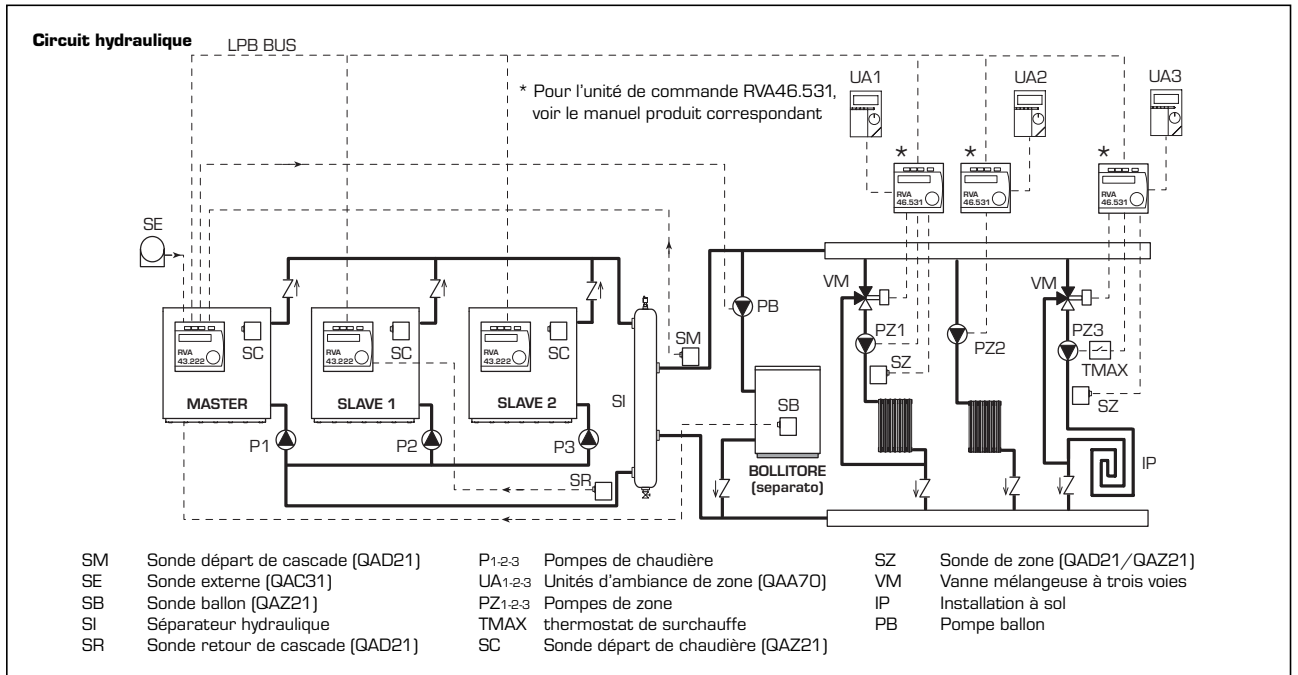 Circuit hydraulique
LPB BUS
* Pour l'unité de commande RVA46.531,
voir le manuel produit correspondant
UA1
UA2
UA3
*
*
*
RVA
46.531
RVA
46.531
RVA
46.531
SE
RVA
43.222
SC
MASTER
RVA
43.222
SC
SLAVE 1
RVA
43.222
SC
SLAVE 2
P1
P2
P3
SI
SR
SM
PB
SB
BOLLITORE
(separato)
VM
PZ1
SZ
PZ2
VM
PZ3
TMAX
SZ
IP
SM Sonde départ de cascade (QAD21)
SE Sonde externe (QAC31)
SB Sonde ballon (QAZ21)
SI Séparateur hydraulique
SR Sonde retour de cascade (QAD21)
P1-2-3 Pompes de chaudière
UA1-2-3 Unités d'ambiance de zone (QAA70)
PZ1-2-3 Pompes de zone
TMAX thermostat de surchauffe
SC Sonde départ de chaudière (QAZ21)
SZ Sonde de zone (QAD21/QAZ21)
VM Vanne mélangeuse à trois voies
IP Installation à sol
PB Pompe ballon